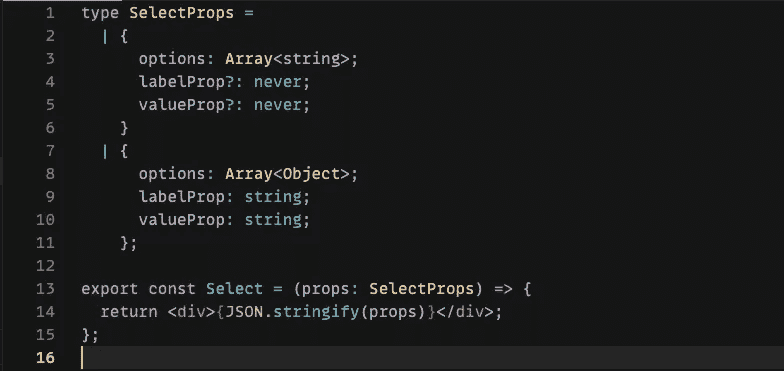 1 type SelectProps =
2   | {
3       options: Array<string>;
4       labelProp?: never;
5       valueProp?: never;
6     }
7   | {
8       options: Array<Object>;
9       labelProp: string;
10       valueProp: string;
11     };
12
13 export const Select = (props: SelectProps) => {
14   return <div>{JSON.stringify(props)}</div>;
15 };
16